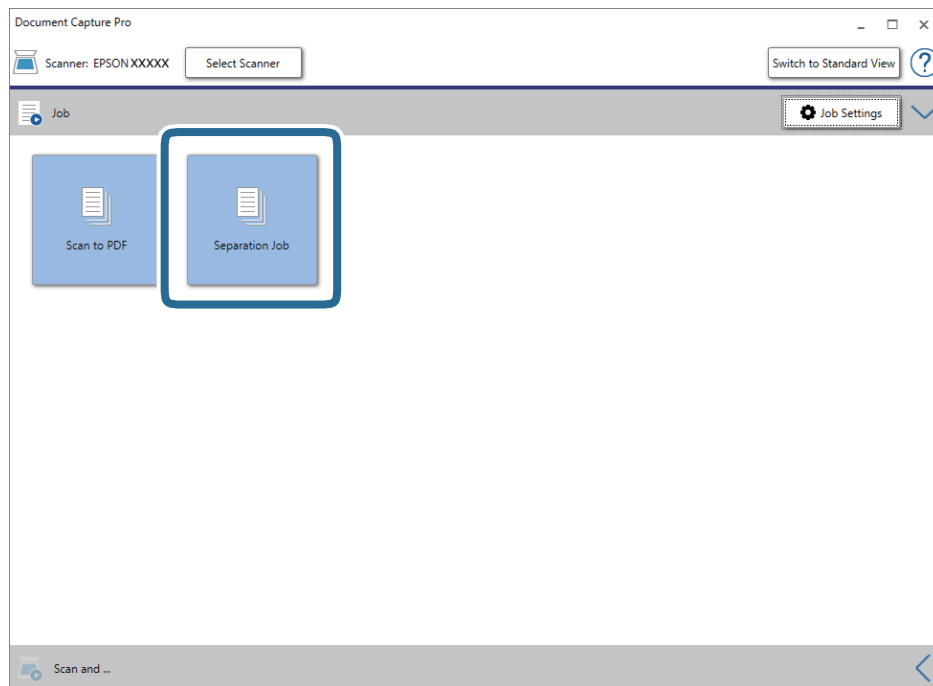 Document Capture Pro
Scanner: EPSON XXXXX
Select Scanner
Switch to Standard View
?
Job
Job Settings
Scan to PDF
Separation Job
Scan and ...